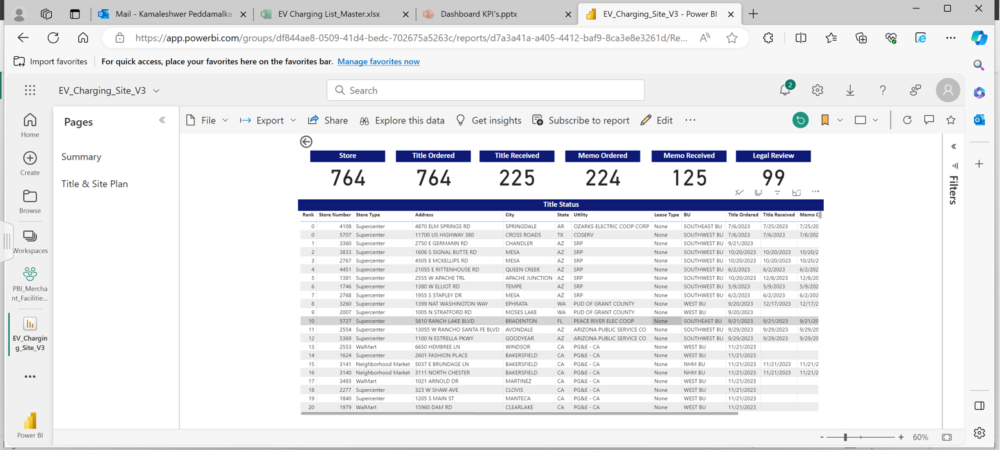 Mail - Kamaleshwer Peddamalka
EV Charging List_Master.xlsx
Dashboard KPI's.pptx
EV_Charging_Site_V3 - Power BI
https://app.powerbi.com/groups/df844ae8-0509-41d4-bedc-702675a5263c/reports/d7a3a41a-a405-4412-baf9-8ca3e8e3261d/Re...
Import favorites
For quick access, place your favorites here on the favorites bar. Manage favorites now
EV_Charging_Site_V3
Search
2
Home
Create
Browse
Workspaces
PBI_Mercha
nt_Facilitie...
EV_Chargin
g_Site_V3
Power BI
Pages
Summary
Title & Site Plan
File Export Share Explore this data Get insights Subscribe to report Edit
Filters
Store Title Ordered Title Received Memo Ordered Memo Received Legal Review
764 764 225 224 125 99
Title Status
Rank Store Number Store Type Address City State Utility Lease Type BU Title Ordered Title Received Memo C
0 4108 Supercenter 4870 ELM SPRINGS RD SPRINGDALE AR OZARKS ELECTRIC COOP CORP None SOUTHEAST BU 7/6/2023 7/25/2023 7/25/20
0 5707 Supercenter 11700 US HIGHWAY 380 CROSS ROADS TX COSERV None SOUTHWEST BU 7/6/2023 7/6/2023 7/6/202
1 3360 Supercenter 2750 E GERMANN RD CHANDLER AZ SRP None SOUTHWEST BU 9/21/2023
2 3833 Supercenter 1606 S SIGNAL BUTTE RD MESA AZ SRP None SOUTHWEST BU 10/20/2023 10/20/2023 10/20/2
3 2767 Supercenter 4505 E MCKELLIPS RD MESA AZ SRP None SOUTHWEST BU 10/20/2023 10/20/2023 10/20/2
4 4451 Supercenter 21055 E RITTENHOUSE RD QUEEN CREEK AZ SRP None SOUTHWEST BU 6/2/2023 6/2/2023 6/2/202
5 1381 Supercenter 2555 W APACHE TRL APACHE JUNCTION AZ SRP None SOUTHWEST BU 10/20/2023 12/8/2023 12/8/20
6 1746 Supercenter 1380 W ELLIOT RD TEMPE AZ SRP None SOUTHWEST BU 5/9/2023 5/9/2023 5/9/202
7 2768 Supercenter 1955 S STAPLEY DR MESA AZ SRP None SOUTHWEST BU 6/2/2023 6/2/2023 6/2/202
8 3260 Supercenter 1399 NAT WASHINGTON WAY EPHRATA WA PUD OF GRANT COUNTY None WEST BU 9/20/2023 12/17/2023 12/17/2
9 2007 Supercenter 1005 N STRATFORD RD MOSES LAKE WA PUD OF GRANT COUNTY None WEST BU 9/20/2023
10 5727 Supercenter 5810 RANCH LAKE BLVD BRADENTON FL PEACE RIVER ELEC COOP None SOUTHEAST BU 9/21/2023 9/21/2023 9/21/20
11 2554 Supercenter 13055 W RANCHO SANTA FE BLVD AVONDALE AZ ARIZONA PUBLIC SERVICE CO None SOUTHWEST BU 9/29/2023 9/29/2023 9/29/20
12 5369 Supercenter 1100 N ESTRELLA PKWY GOODYEAR AZ ARIZONA PUBLIC SERVICE CO None SOUTHWEST BU 9/29/2023 9/29/2023 9/29/20
13 2553 WalMart 6650 HEMBREE LN WINDSOR CA PG&E - CA None WEST BU 11/21/2023
14 1624 Supercenter 2601 FASHION PLACE BAKERSFIELD CA PG&E - CA None WEST BU 11/21/2023
15 3141 Neighborhood Market 5037 E BRUNDAGE LN BAKERSFIELD CA PG&E - CA None NHM BU 11/21/2023 11/21/2023 11/21/2
16 3140 Neighborhood Market 3111 NORTH CHESTER BAKERSFIELD CA PG&E - CA None NHM BU 11/21/2023 11/21/2023 11/21/2
17 3493 WalMart 1021 ARNOLD DR MARTINEZ CA PG&E - CA None WEST BU 11/21/2023
18 2277 Supercenter 323 W SHAW AVE CLOVIS CA PG&E - CA None WEST BU 11/21/2023
19 1840 Supercenter 1205 S MAIN ST MANTECA CA PG&E - CA None WEST BU 11/21/2023
20 1979 WalMart 15960 DAM RD CLEARLAKE CA PG&E - CA None WEST BU 11/21/2023
60%